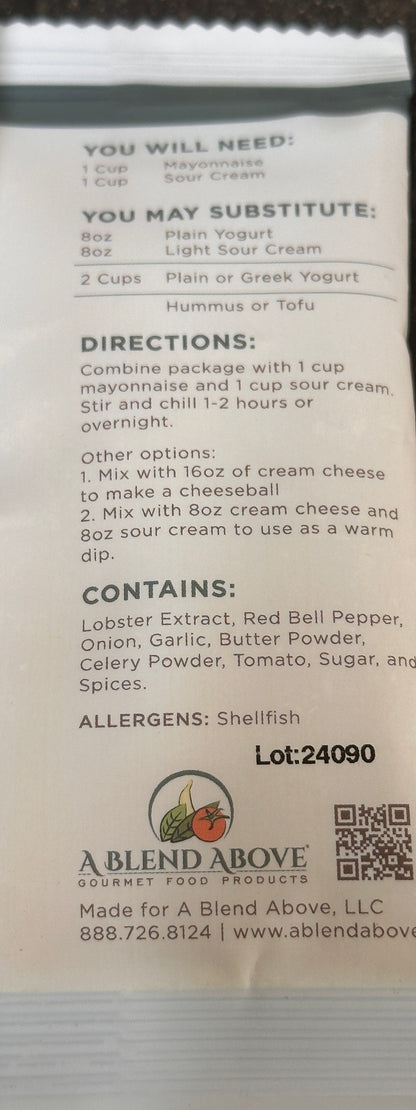 YOU WILL NEED:
1 Cup Mayonnaise
1 Cup Sour Cream
YOU MAY SUBSTITUTE:
8oz Plain Yogurt
8oz Light Sour Cream
2 Cups Plain or Greek Yogurt
Hummus or Tofu
DIRECTIONS:
Combine package with 1 cup
mayonnaise and 1 cup sour cream.
Stir and chill 1-2 hours or
overnight.
Other options:
1. Mix with 16oz of cream cheese
to make a cheeseball
2. Mix with 8oz cream cheese and
8oz sour cream to use as a warm
dip.
CONTAINS:
Lobster Extract, Red Bell Pepper,
Onion, Garlic, Butter Powder,
Celery Powder, Tomato, Sugar, and
Spices.
ALLERGENS: Shellfish
Lot:24090
A BLEND ABOVE
GOURMET FOOD PRODUCTS
Made for A Blend Above, LLC
888.726.8124 | www.ablendabove